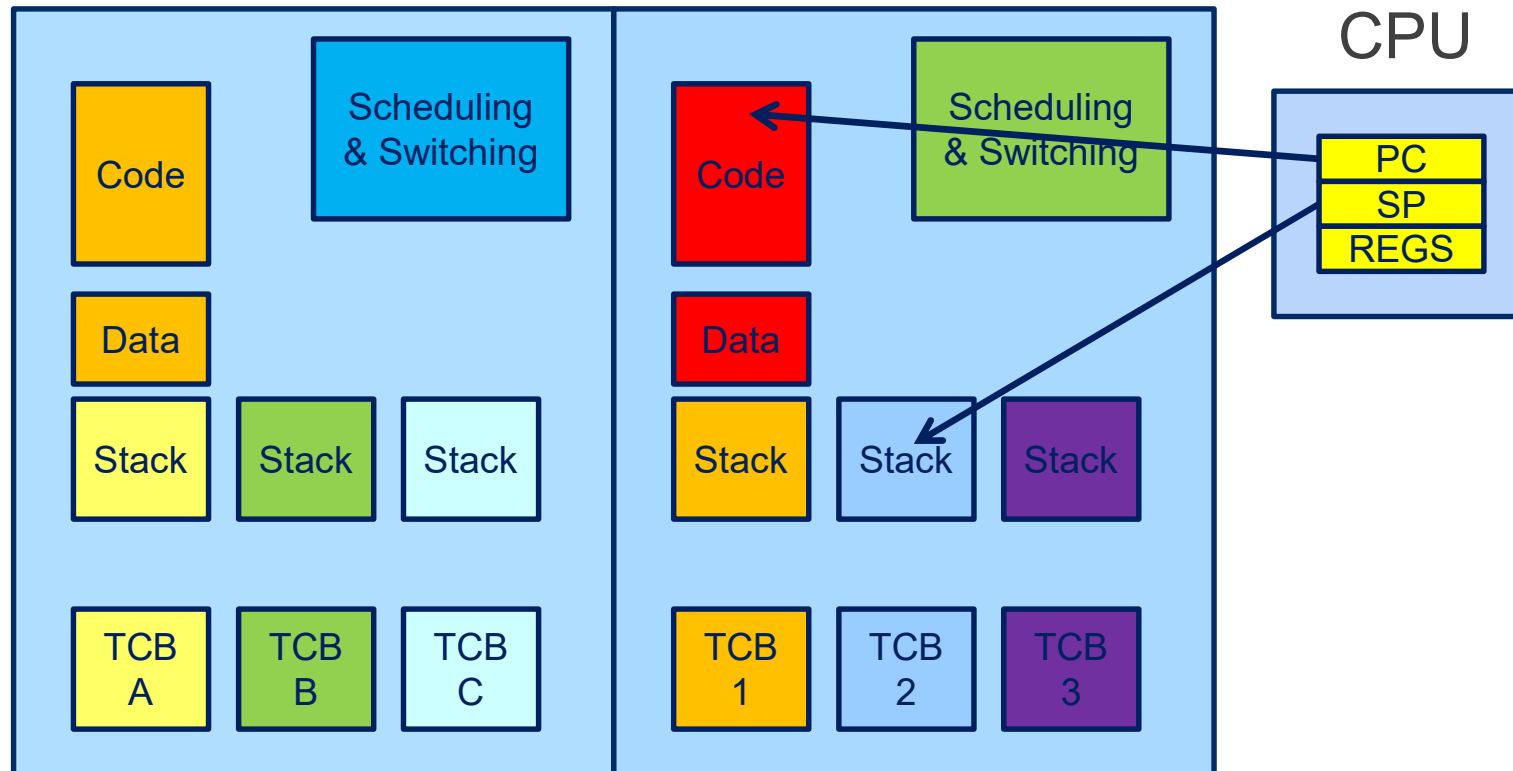 CPU
Scheduling
& Switching
Code
Data
Stack
Stack
Stack
TCB
A
TCB
B
TCB
C
Scheduling
& Switching
Code
Data
Stack
Stack
Stack
TCB
1
TCB
2
TCB
3
PC
SP
REGS